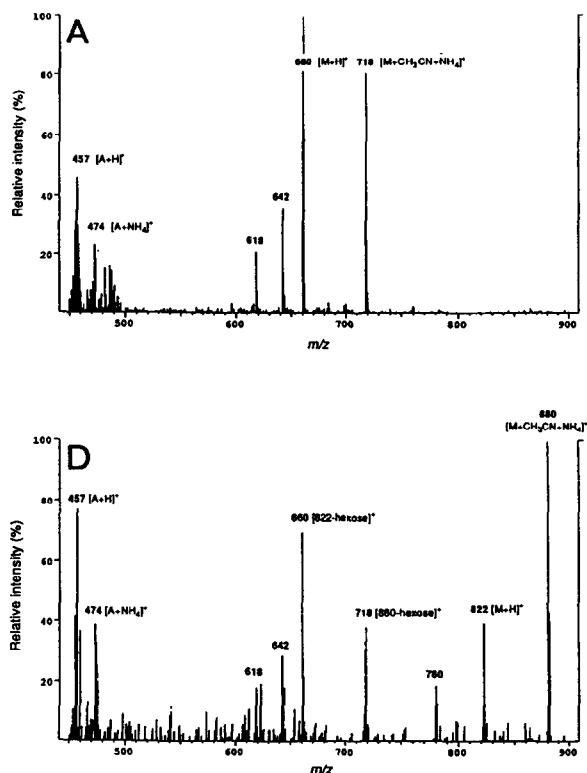 A
Relative intensity (%)
100
80
60
40
20
457 [A+H]⁺
474 [A+NH₄]⁺
618
642
660 [M+H]⁺
718 [M+CH₃CN+NH₄]⁺
500 600 700 800 900
m/z
D
Relative intensity (%)
100
80
60
40
20
457 [A+H]⁺
474 [A+NH₄]⁺
618
642
660 [822-hexose]⁺
718 [880-hexose]⁺
780
822 [M+H]⁺
880
[M+CH₃CN+NH₄]⁺
500 600 700 800 900
m/z